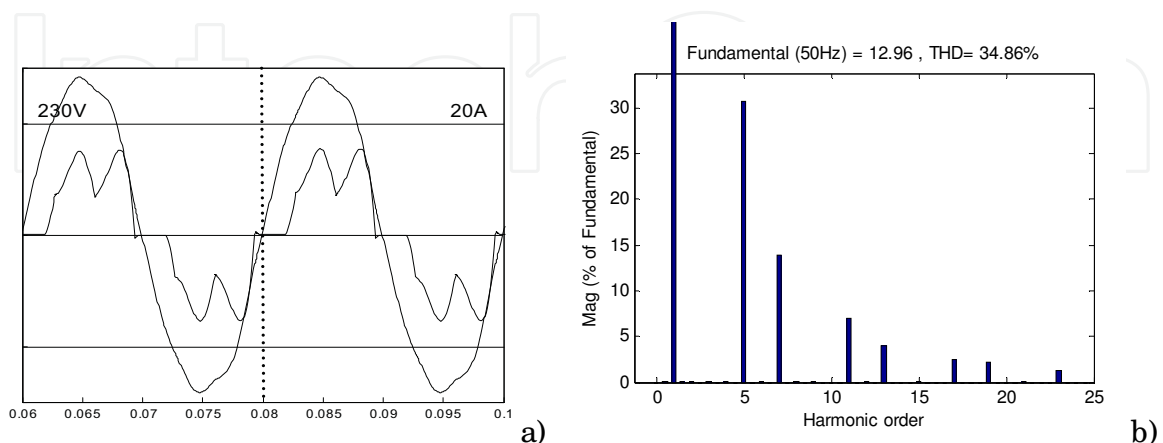 Fundamental (50Hz) = 12.96 , THD= 34.86%
230V 20A
0.06 0.065 0.07 0.075 0.08 0.085 0.09 0.095 0.1
a)
Mag (% of Fundamental)
30
25
20
15
10
5
0
0 5 10 15 20 25
Harmonic order
b)